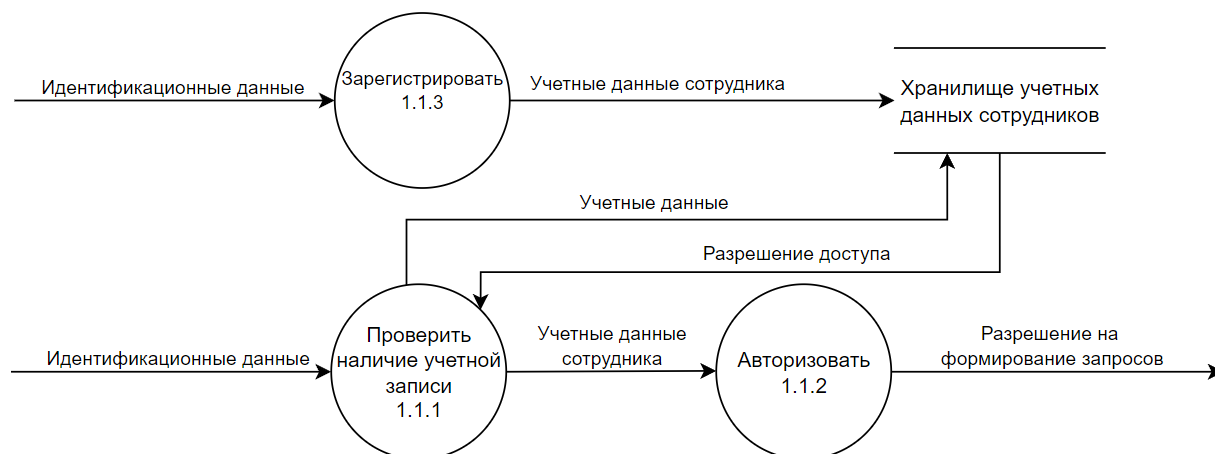 Идентификационные данные
Зарегистрировать
1.1.3
Учетные данные сотрудника
Хранилище учетных
данных сотрудников
Учетные данные
Разрешение доступа
Идентификационные данные
Проверить
наличие учетной
записи
1.1.1
Учетные данные
сотрудника
Авторизовать
1.1.2
Разрешение на
формирование запросов